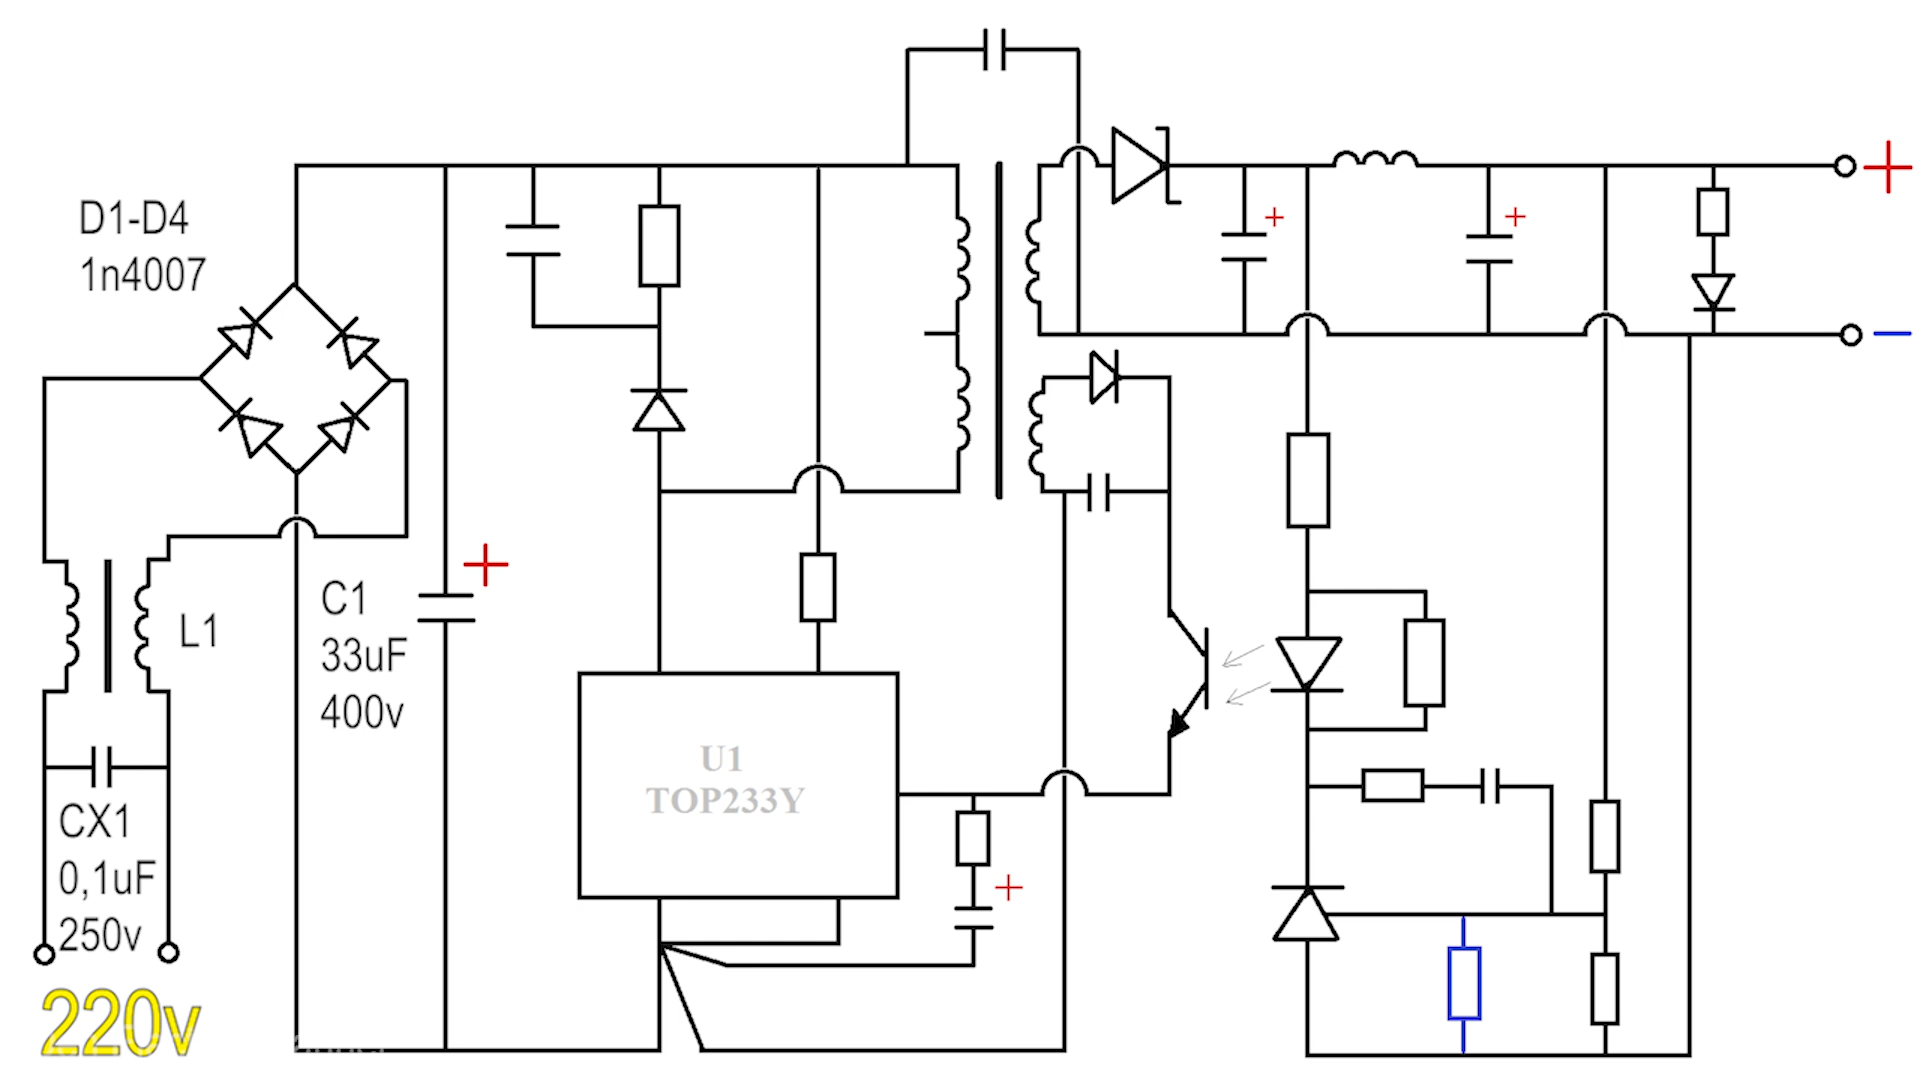 D1-D4
1n4007
L1
C1
33uF
400v
U1
TOP233Y
CX1
0,1uF
250v
220v
+
+
+
+
+
−